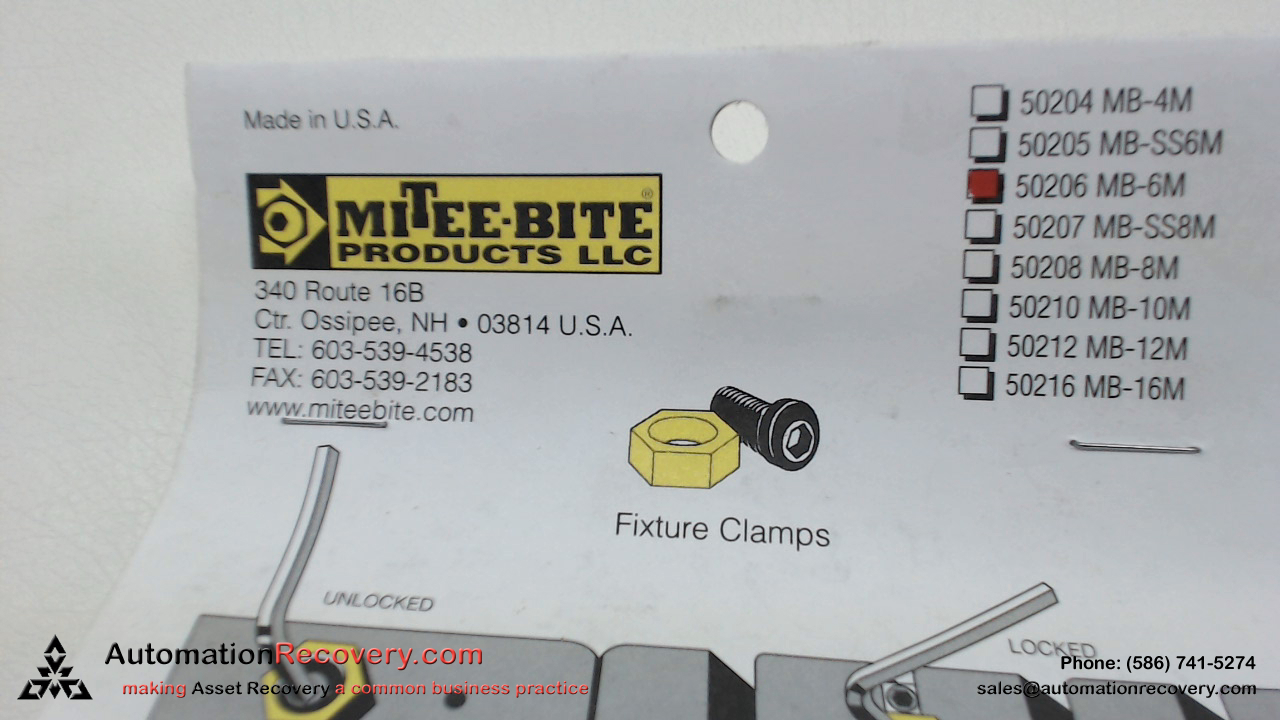 Made in U.S.A.
MITEE-BITE®
PRODUCTS LLC
340 Route 16B
Ctr. Ossipee, NH • 03814 U.S.A.
TEL: 603-539-4538
FAX: 603-539-2183
www.miteebite.com
50204 MB-4M
50205 MB-SS6M
50206 MB-6M
50207 MB-SS8M
50208 MB-8M
50210 MB-10M
50212 MB-12M
50216 MB-16M
Fixture Clamps
UNLOCKED
LOCKED
AutomationRecovery.com
making Asset Recovery a common business practice
Phone: (586) 741-5274
sales@automationrecovery.com